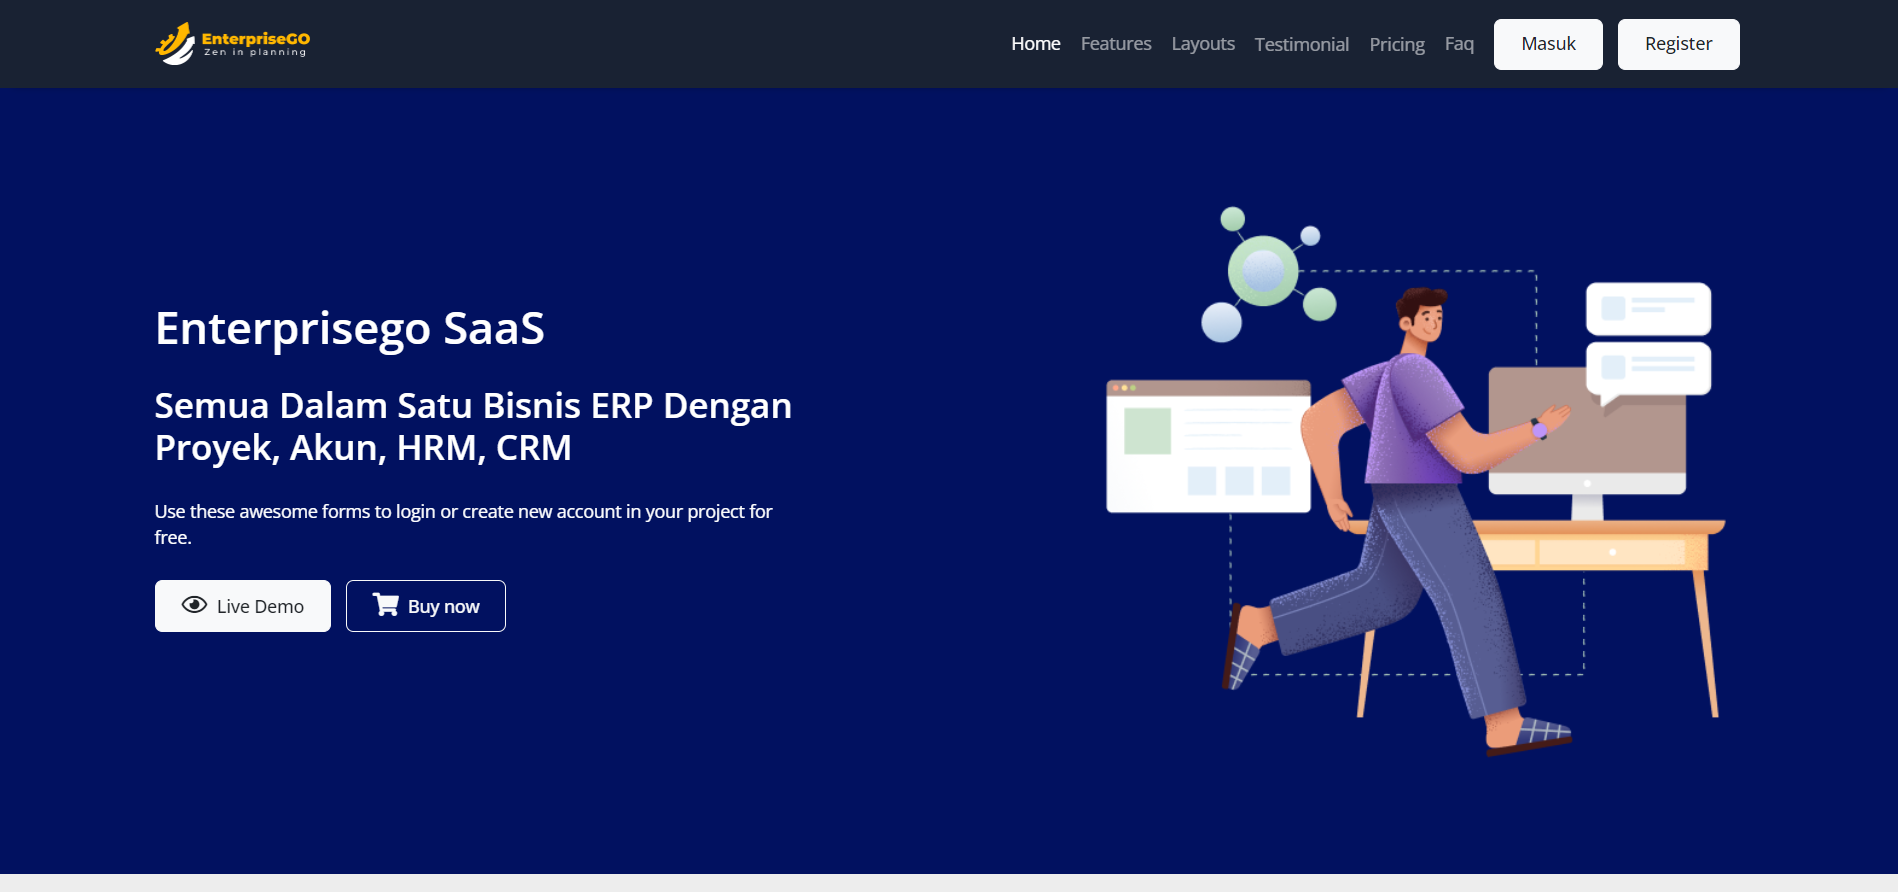 EnterpriseGO
Zen in planning
Home Features Layouts Testimonial Pricing Faq Masuk Register
Enterprisego SaaS
Semua Dalam Satu Bisnis ERP Dengan
Proyek, Akun, HRM, CRM
Use these awesome forms to login or create new account in your project for
free.
Live Demo Buy now